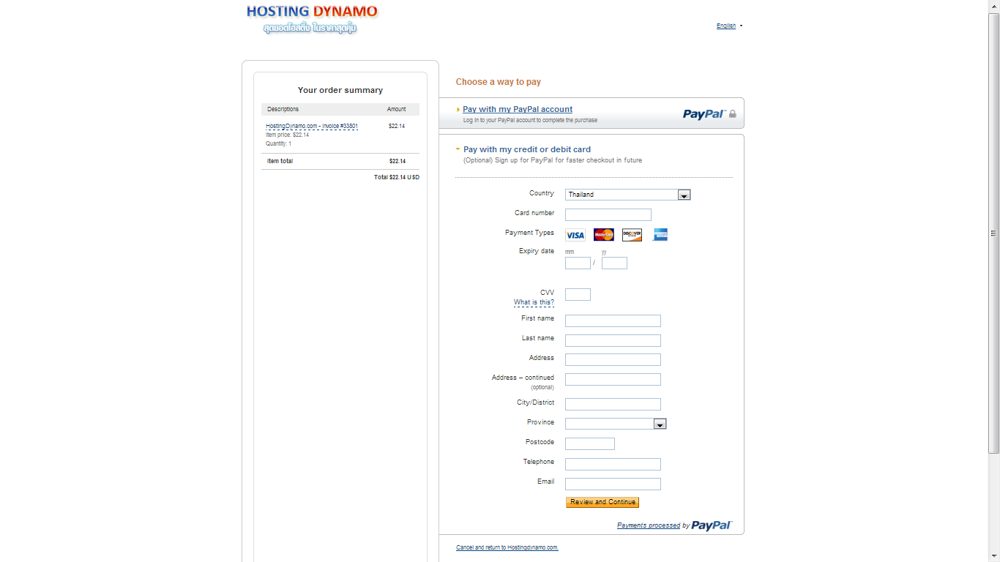 HOSTING DYNAMO
สุดยอดโฮสติ้ง ในราคาสุดคุ้ม
English
Your order summary
Descriptions Amount
HostingDynamo.com - Invoice #33801 $22.14
Item price: $22.14
Quantity: 1
Item total $22.14
Total $22.14 USD
Choose a way to pay
Pay with my PayPal account
Log in to your PayPal account to complete the purchase
PayPal
Pay with my credit or debit card
(Optional) Sign up for PayPal for faster checkout in future
Country Thailand
Card number
Payment Types VISA MasterCard DISCOVER
Expiry date mm yy
/
CVV
What is this?
First name
Last name
Address
Address – continued
(optional)
City/District
Province
Postcode
Telephone
Email
Review and Continue
Payments processed by PayPal
Cancel and return to Hostingdynamo.com.